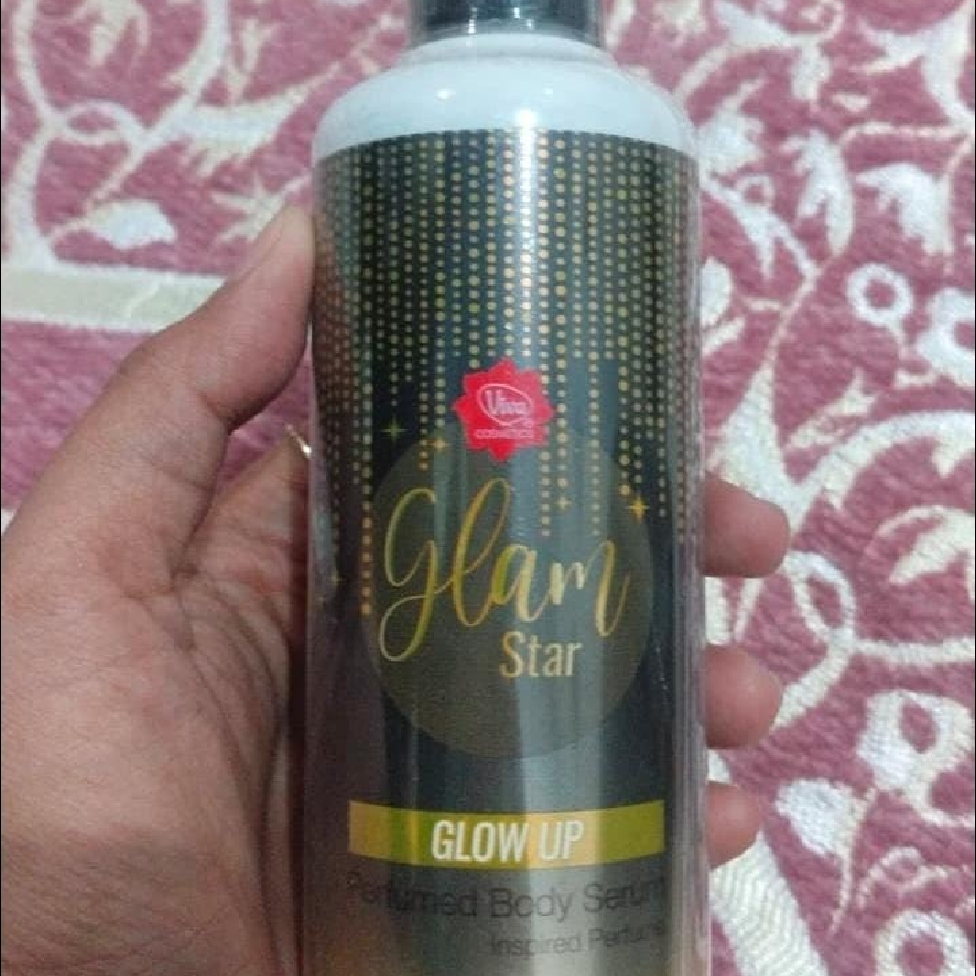 Viva
COSMETICS
Glam
Star
GLOW UP
Perfumed Body Serum
Inspired Perfume